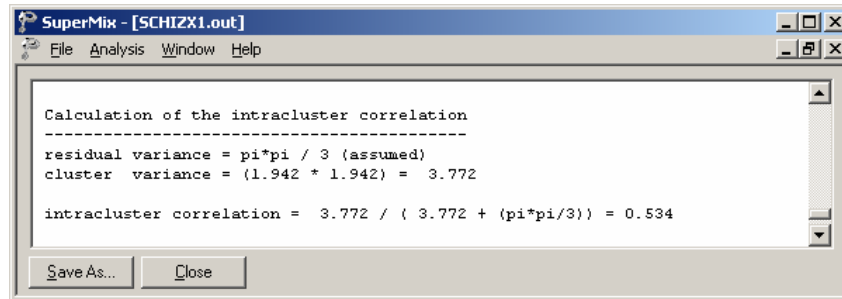 SuperMix - [SCHIZX1.out]
File Analysis Window Help
Calculation of the intracluster correlation
-------------------------------------------
residual variance = pi*pi / 3 (assumed)
cluster  variance = (1.942 * 1.942) =  3.772
intracluster correlation =  3.772 / ( 3.772 + (pi*pi/3)) = 0.534
Save As... Close